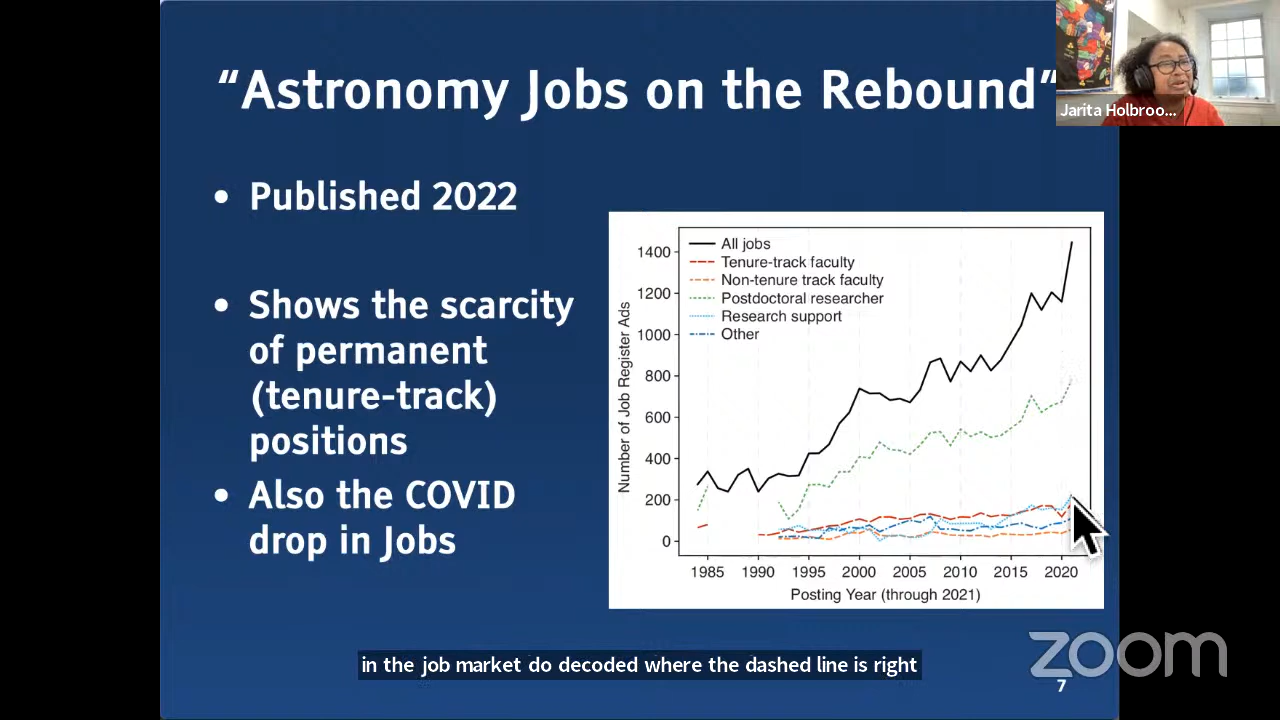 “Astronomy Jobs on the Rebound”
Jarita Holbroo...
• Published 2022
• Shows the scarcity
of permanent
(tenure-track)
positions
• Also the COVID
drop in Jobs
All jobs
Tenure-track faculty
Non-tenure track faculty
Postdoctoral researcher
Research support
Other
Number of Job Register Ads
1400
1200
1000
800
600
400
200
0
1985 1990 1995 2000 2005 2010 2015 2020
Posting Year (through 2021)
in the job market do decoded where the dashed line is right
zoom
7